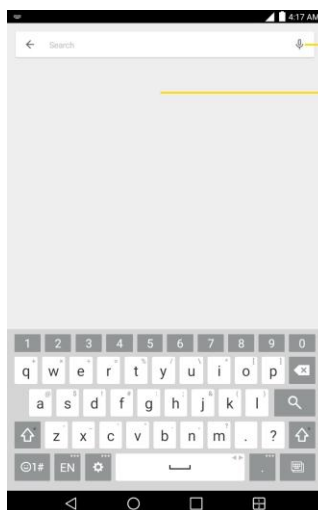 4:17 AM
Search
1 2 3 4 5 6 7 8 9 0
q w e r t y u i o p
a s d f g h j k l
z x c v b n m . ?
☺1# EN .